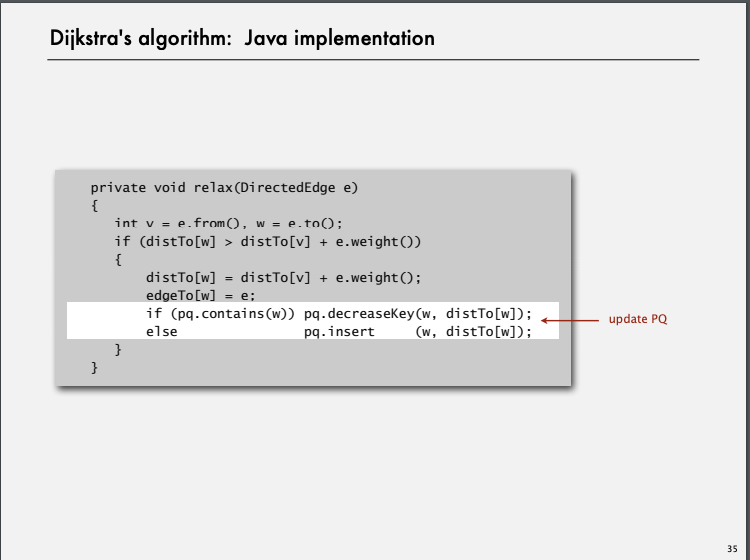 Dijkstra's algorithm: Java implementation
private void relax(DirectedEdge e)
{
int v = e.from(), w = e.to();
if (distTo[w] > distTo[v] + e.weight())
{
distTo[w] = distTo[v] + e.weight();
edgeTo[w] = e;
if (pq.contains(w)) pq.decreaseKey(w, distTo[w]);
else pq.insert (w, distTo[w]);
}
}
update PQ
35